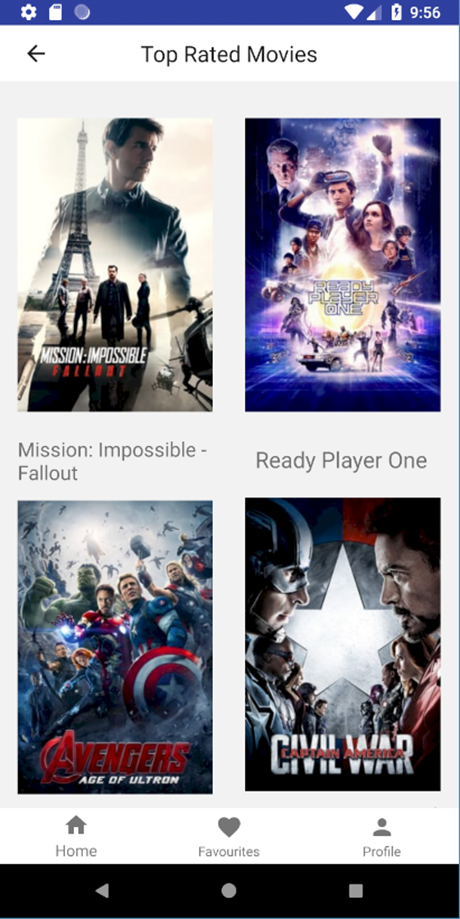 9:56
Top Rated Movies
MISSION: IMPOSSIBLE
FALLOUT
READY
PLAYER
ONE
Mission: Impossible -
Fallout
Ready Player One
AVENGERS
AGE OF ULTRON
CAPTAIN AMERICA
CIVIL WAR
Home
Favourites
Profile